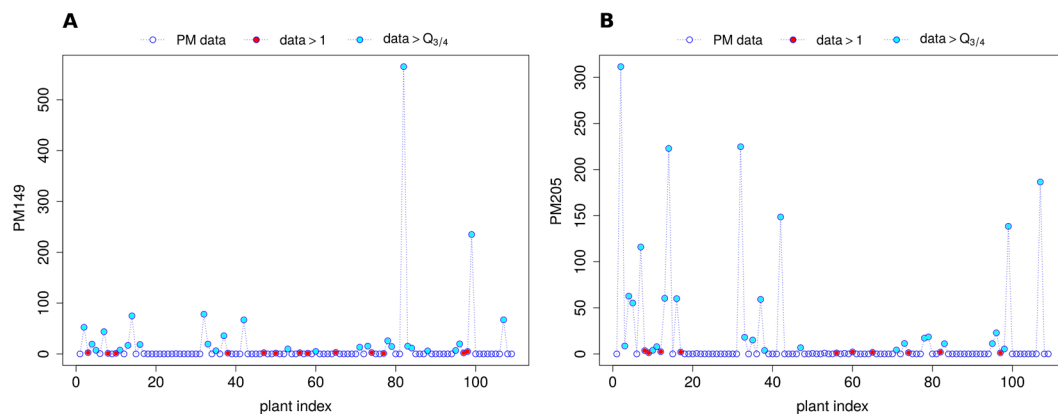 A
PM data data > 1 data > Q3/4
PM149
500
400
300
200
100
0
0 20 40 60 80 100
plant index
B
PM data data > 1 data > Q3/4
PM205
300
250
200
150
100
50
0
0 20 40 60 80 100
plant index